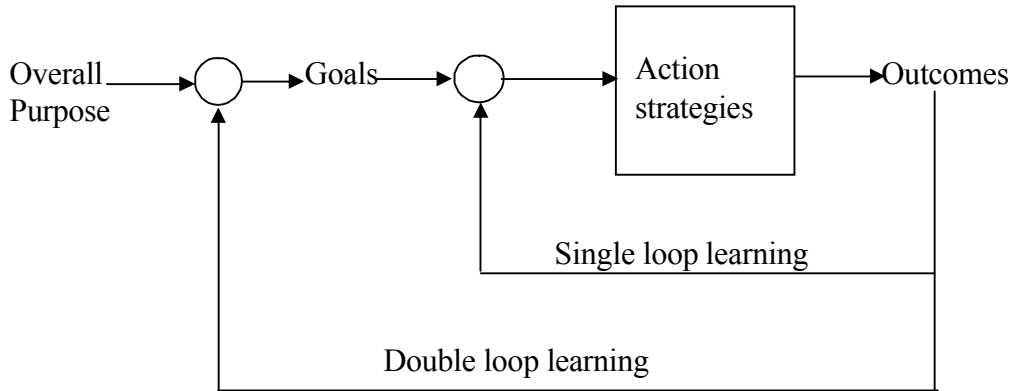 Overall
Purpose
Goals
Action
strategies
Outcomes
Single loop learning
Double loop learning